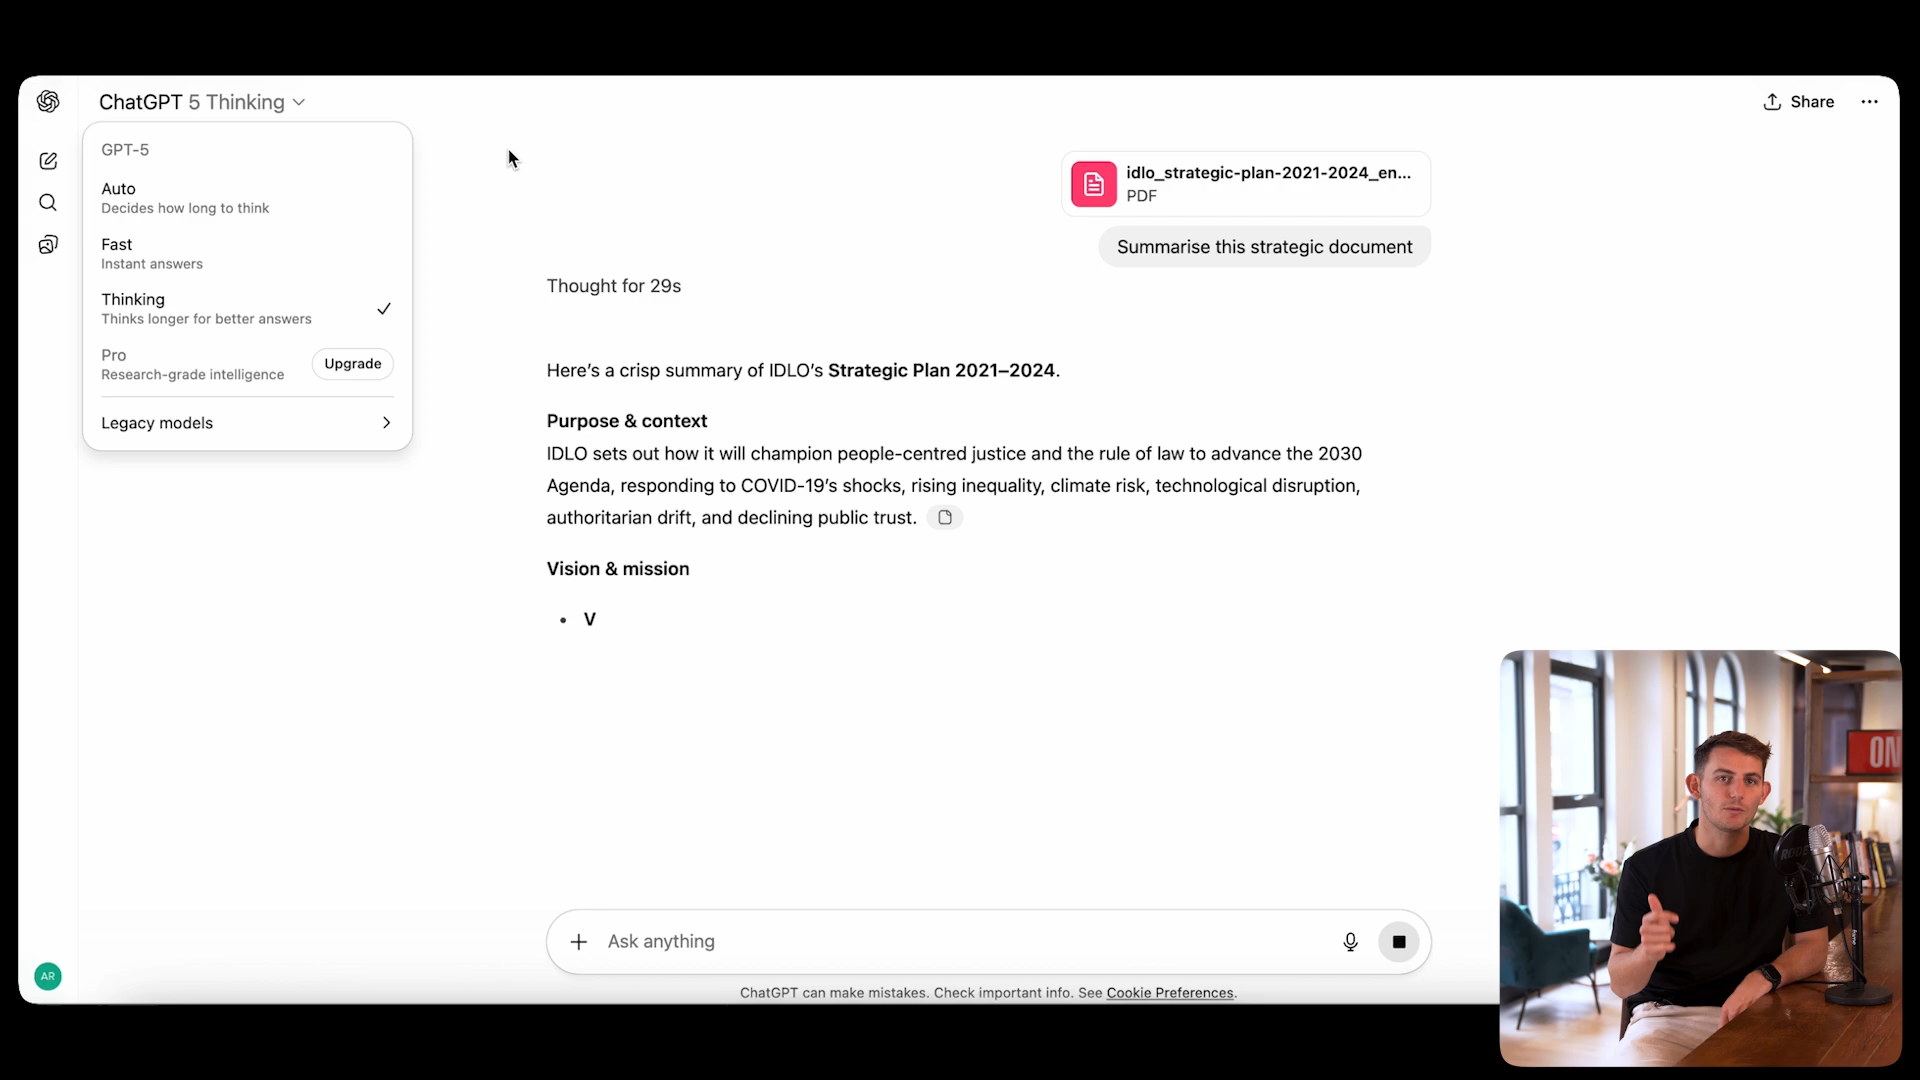 ChatGPT 5 Thinking
Share
GPT-5
Auto
Decides how long to think
Fast
Instant answers
Thinking
Thinks longer for better answers
Pro
Research-grade intelligence
Upgrade
Legacy models
idlo_strategic-plan-2021-2024_en...
PDF
Summarise this strategic document
Thought for 29s
Here’s a crisp summary of IDLO’s Strategic Plan 2021–2024.
Purpose & context
IDLO sets out how it will champion people-centred justice and the rule of law to advance the 2030
Agenda, responding to COVID-19’s shocks, rising inequality, climate risk, technological disruption,
authoritarian drift, and declining public trust.
Vision & mission
• V
Ask anything
ChatGPT can make mistakes. Check important info. See Cookie Preferences.
AR
ON
RODE